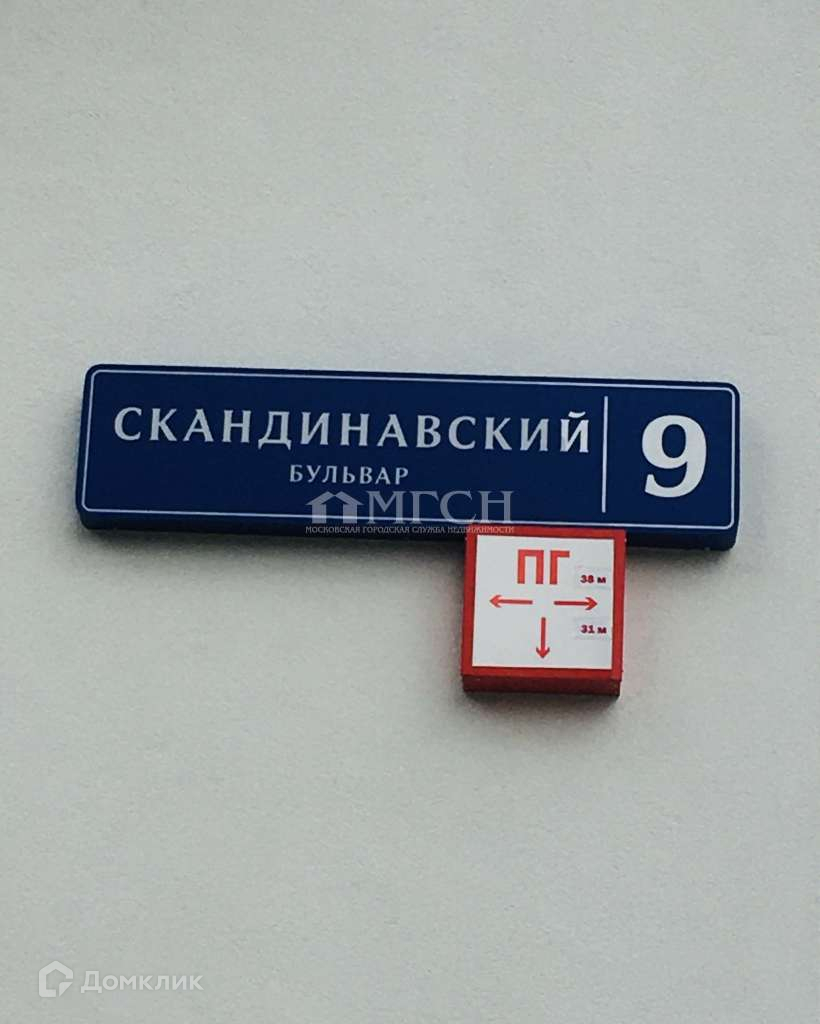 СКАНДИНАВСКИЙ
БУЛЬВАР
9
МГСН
МОСКОВСКАЯ ГОРОДСКАЯ СЛУЖБА НЕДВИЖИМОСТИ
ПГ
38 м
31 м
Домклик